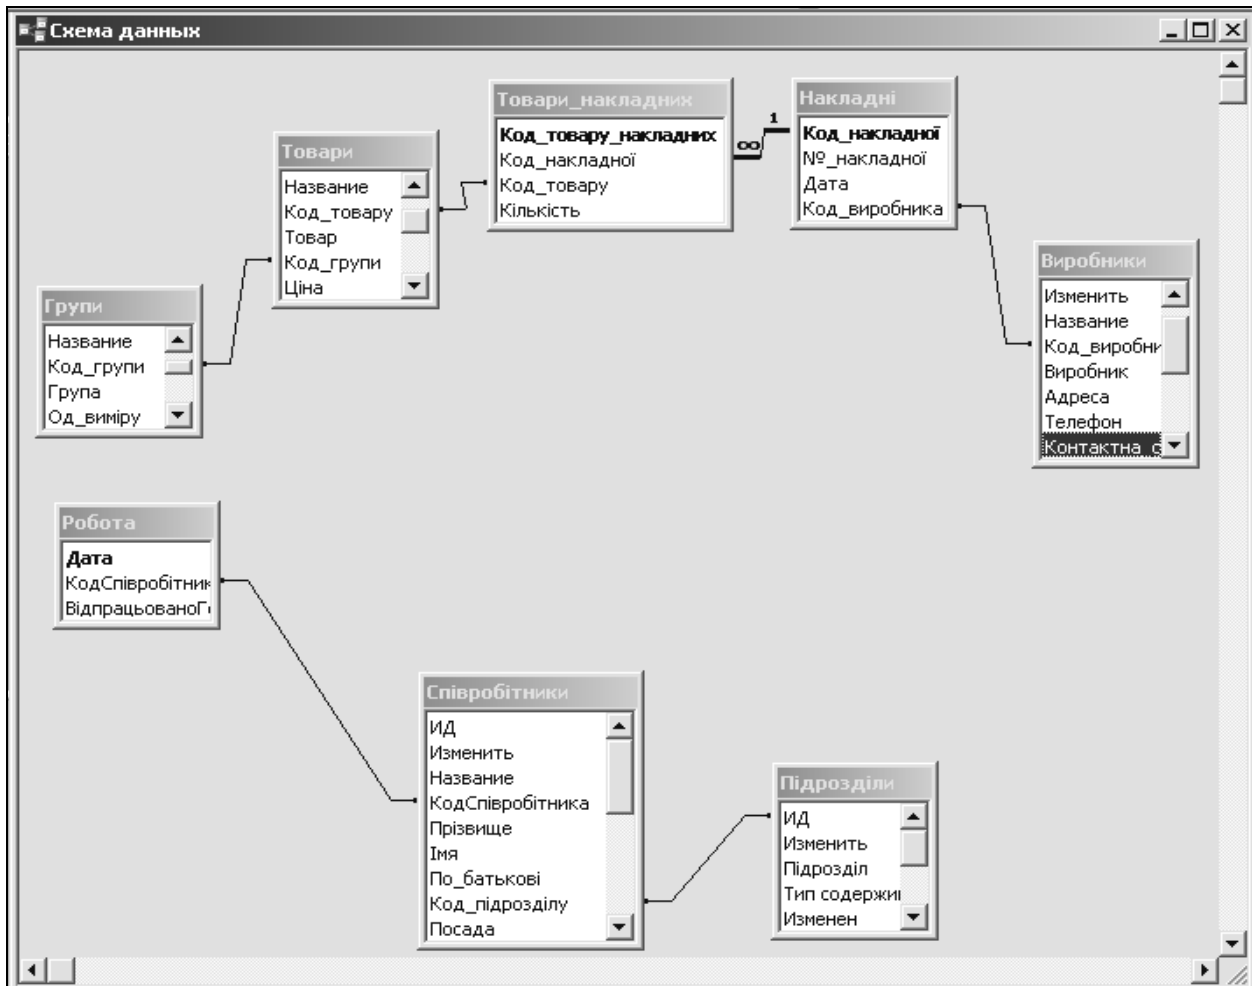 Схема данных
Товари_накладних
Код_товару_накладних
Код_накладної
Код_товару
Кількість
∞
1
Накладні
Код_накладної
№_накладної
Дата
Код_виробника
Товари
Название
Код_товару
Товар
Код_групи
Ціна
Виробники
Изменить
Название
Код_виробни
Виробник
Адреса
Телефон
Контактна_о
Групи
Название
Код_групи
Група
Од_виміру
Робота
Дата
КодСпівробітник
ВідпрацьованоГ
Співробітники
ИД
Изменить
Название
КодСпівробітника
Прізвище
Імя
По_батькові
Код_підрозділу
Посада
Підрозділи
ИД
Изменить
Підрозділ
Тип содержи
Изменен